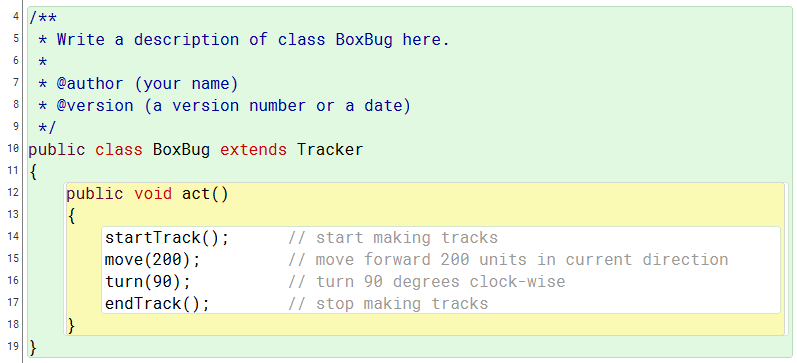 4 /**
5  * Write a description of class BoxBug here.
6  *
7  * @author (your name)
8  * @version (a version number or a date)
9  */
10 public class BoxBug extends Tracker
11 {
12     public void act()
13     {
14         startTrack();      // start making tracks
15         move(200);         // move forward 200 units in current direction
16         turn(90);          // turn 90 degrees clock-wise
17         endTrack();        // stop making tracks
18     }
19 }